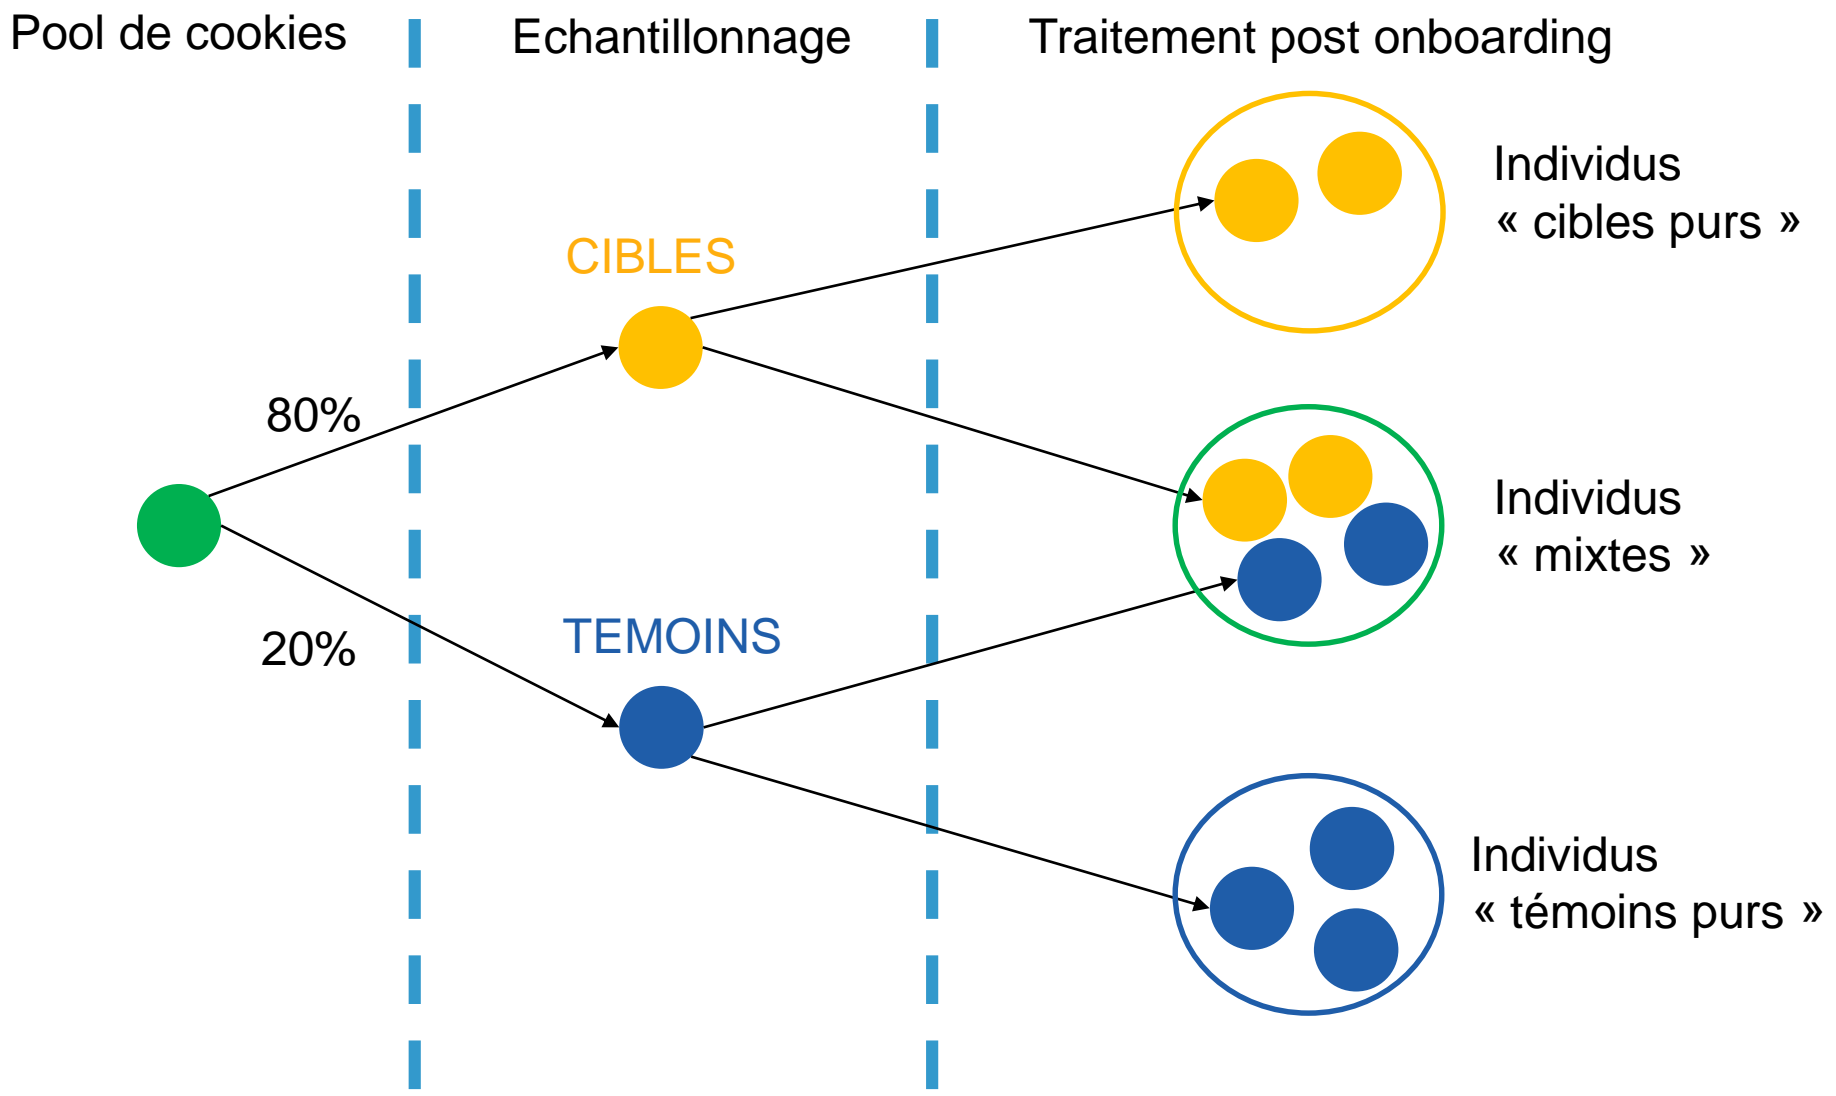 Pool de cookies
Echantillonnage
Traitement post onboarding
Individus
« cibles purs »
CIBLES
80%
Individus
« mixtes »
20%
TEMOINS
Individus
« témoins purs »